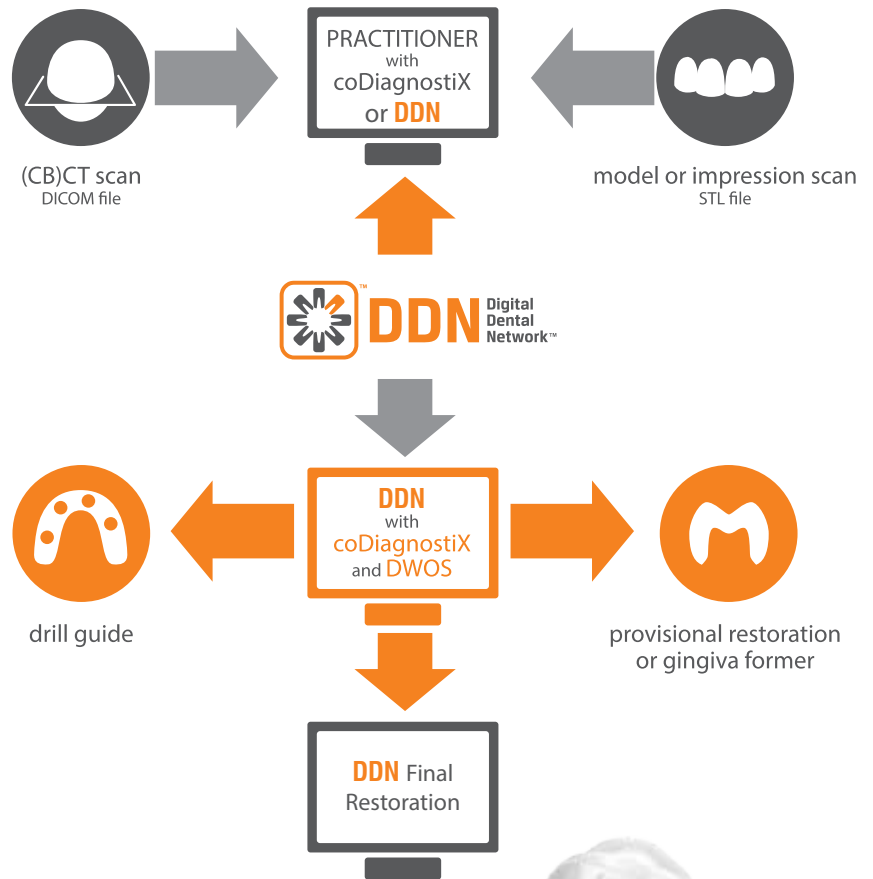 PRACTITIONER
with
coDiagnostiX
or DDN
(CB)CT scan
DICOM file
model or impression scan
STL file
™
DDN
Digital
Dental
Network™
DDN
with
coDiagnostiX
and DWOS
drill guide
provisional restoration
or gingiva former
DDN Final
Restoration